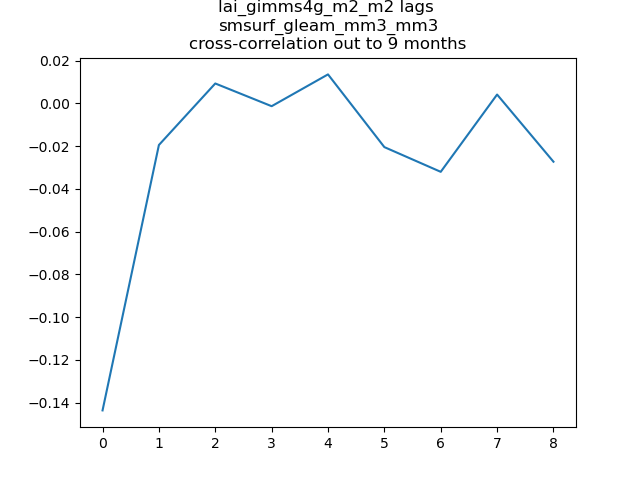 lai_gimms4g_m2_m2 lags
smsurf_gleam_mm3_mm3
cross-correlation out to 9 months
0.02
0.00
−0.02
−0.04
−0.06
−0.08
−0.10
−0.12
−0.14
0 1 2 3 4 5 6 7 8